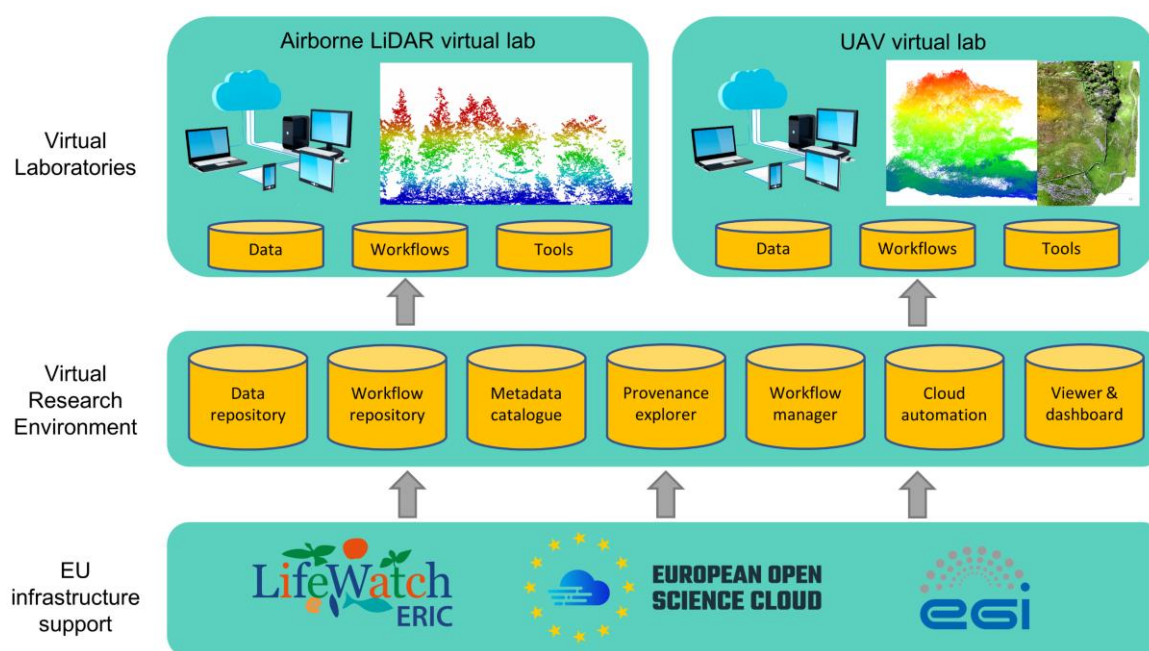 Airborne LiDAR virtual lab
UAV virtual lab
Virtual
Laboratories
Data
Workflows
Tools
Data
Workflows
Tools
Virtual
Research
Environment
Data
repository
Workflow
repository
Metadata
catalogue
Provenance
explorer
Workflow
manager
Cloud
automation
Viewer &
dashboard
EU
infrastructure
support
LifeWatch
ERIC
EUROPEAN OPEN
SCIENCE CLOUD
eGI